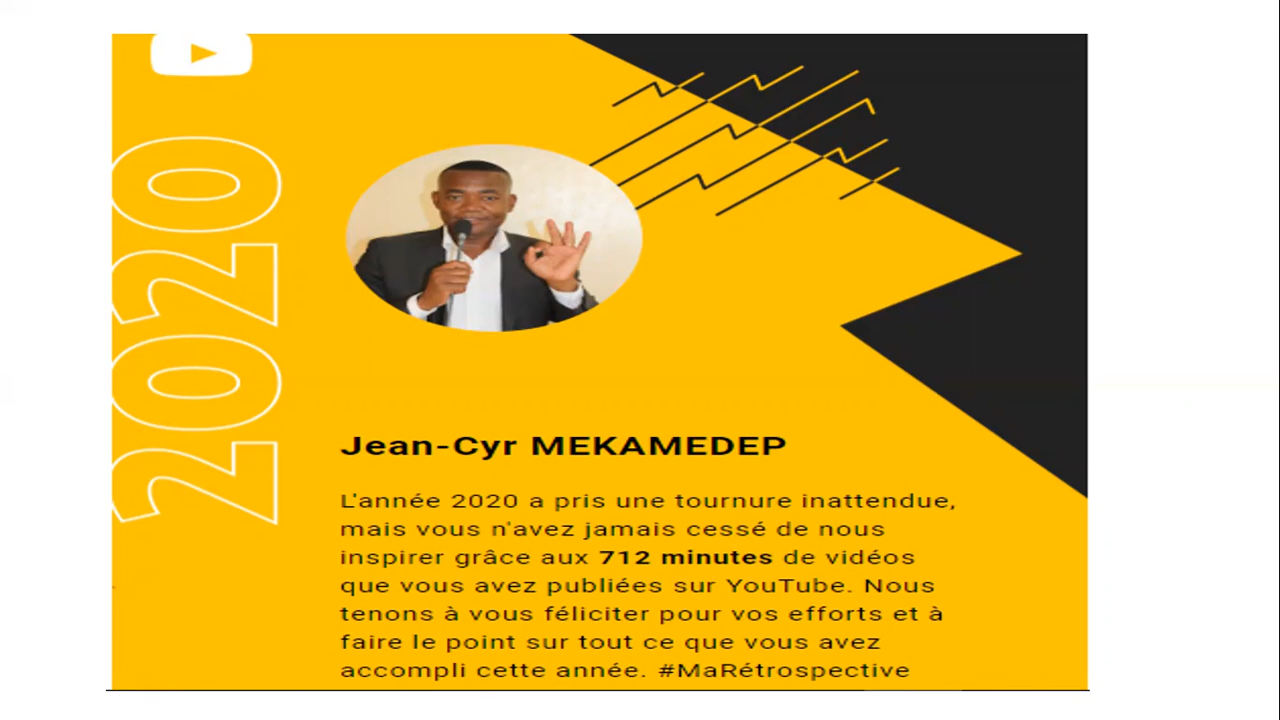 2020
Jean-Cyr MEKAMEDEP
L'année 2020 a pris une tournure inattendue,
mais vous n'avez jamais cessé de nous
inspirer grâce aux 712 minutes de vidéos
que vous avez publiées sur YouTube. Nous
tenons à vous féliciter pour vos efforts et à
faire le point sur tout ce que vous avez
accompli cette année. #MaRétrospective